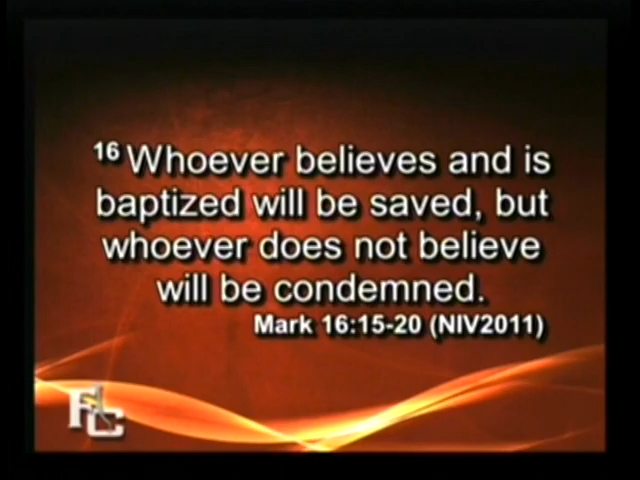 16 Whoever believes and is
baptized will be saved, but
whoever does not believe
will be condemned.
Mark 16:15-20 (NIV2011)
FLC